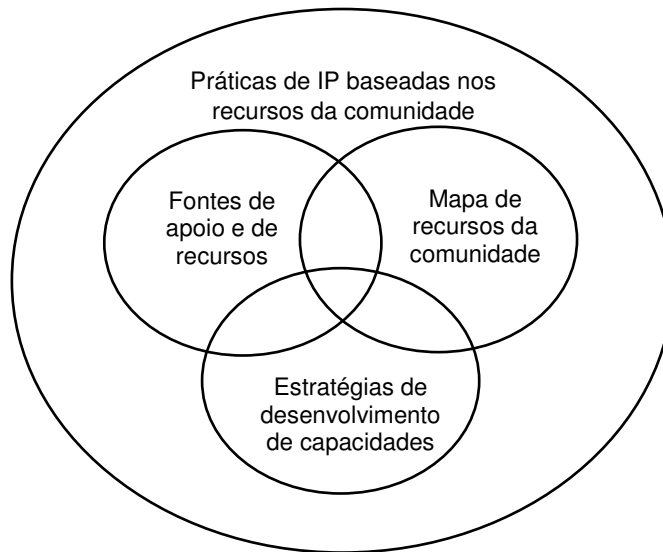 Práticas de IP baseadas nos
recursos da comunidade
Fontes de
apoio e de
recursos
Mapa de
recursos da
comunidade
Estratégias de
desenvolvimento
de capacidades